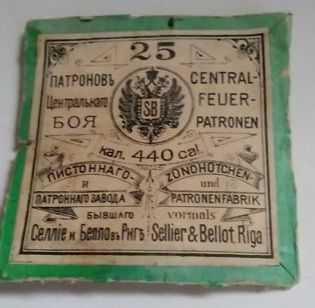 25
ПАТРОНОВЪ
Центральнаго
БОЯ
SB
CENTRAL-
FEUER-
PATRONEN
кал. 440 cal.
ПИСТОННАГО-
и
ПАТРОННАГО ЗАВОДА
БЫВШАГО
Селліе и Белло въ Ригѣ
ZÜNDHÜTCHEN-
und
PATRONENFABRIK
vormals
Sellier & Bellot, Riga